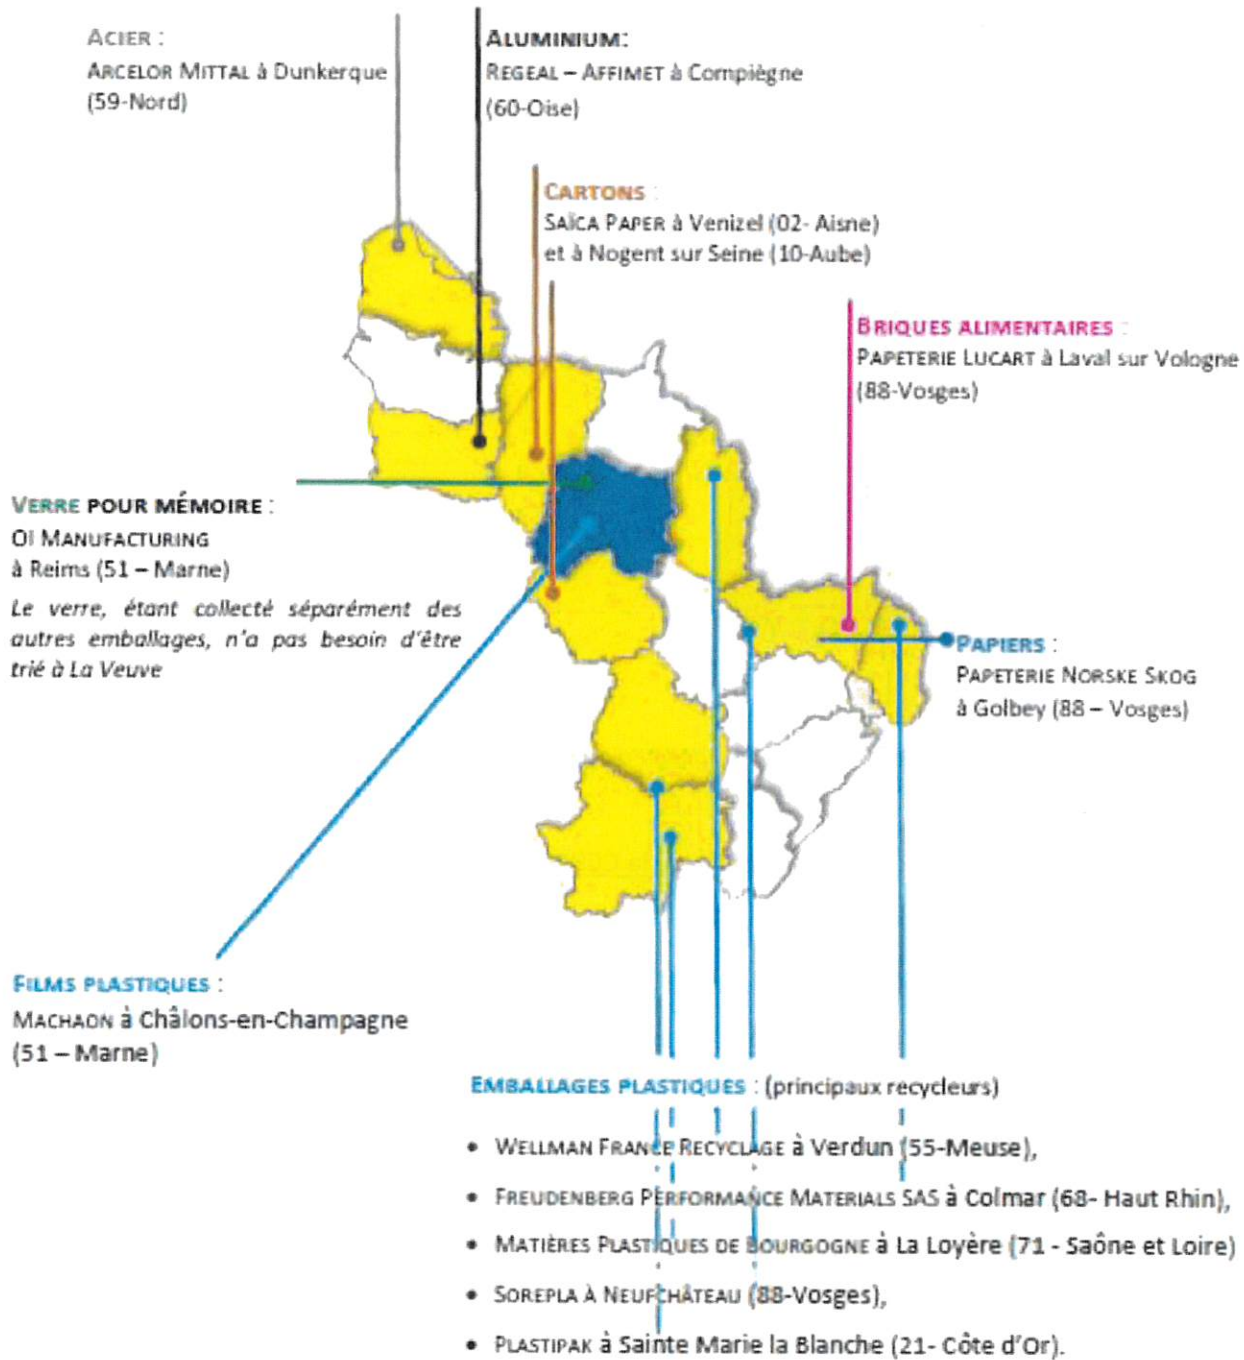 ACIER :
ARCELOR MITTAL à Dunkerque
(59-Nord)
ALUMINIUM:
REGEAL – AFFIMET à Compiègne
(60-Oise)
CARTONS :
SAÏCA PAPER à Venizel (02- Aisne)
et à Nogent sur Seine (10-Aube)
BRIQUES ALIMENTAIRES :
PAPETERIE LUCART à Laval sur Vologne
(88-Vosges)
VERRE POUR MÉMOIRE :
OI MANUFACTURING
à Reims (51 – Marne)
Le verre, étant collecté séparément des
autres emballages, n'a pas besoin d'être
trié à La Veuve
PAPIERS :
PAPETERIE NORSKE SKOG
à Golbey (88 – Vosges)
FILMS PLASTIQUES :
MACHAON à Châlons-en-Champagne
(51 – Marne)
EMBALLAGES PLASTIQUES : (principaux recycleurs)
• WELLMAN FRANCE RECYCLAGE à Verdun (55-Meuse),
• FREUDENBERG PERFORMANCE MATERIALS SAS à Colmar (68- Haut Rhin),
• MATIÈRES PLASTIQUES DE BOURGOGNE à La Loyère (71 - Saône et Loire)
• SOREPLA À NEUFCHÂTEAU (88-Vosges),
• PLASTIPAK à Sainte Marie la Blanche (21- Côte d'Or).